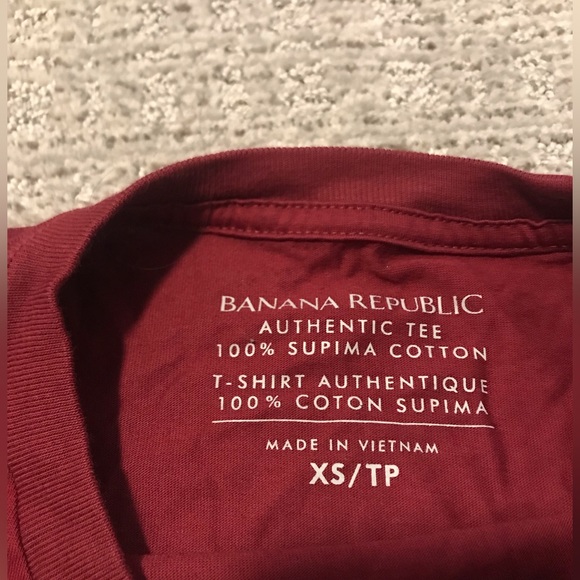 BANANA REPUBLIC
AUTHENTIC TEE
100% SUPIMA COTTON
T-SHIRT AUTHENTIQUE
100% COTON SUPIMA
MADE IN VIETNAM
XS/TP